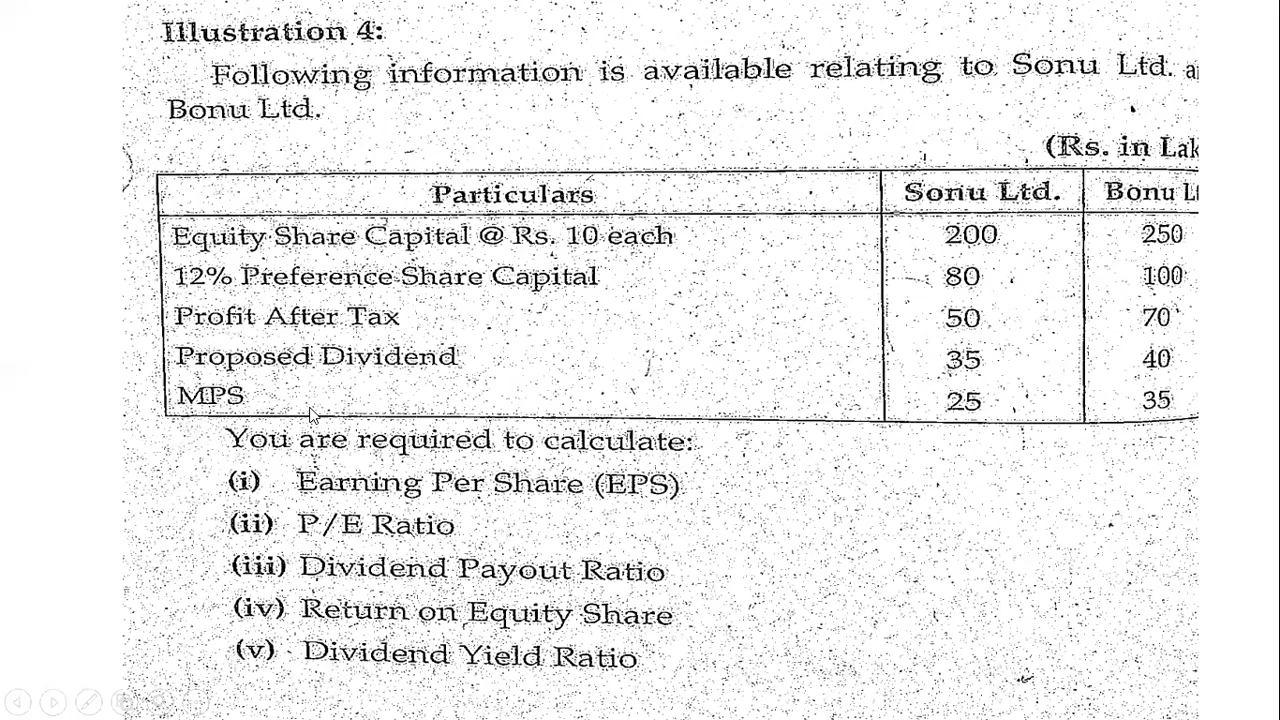 Illustration 4:
Following information is available relating to Sonu Ltd. a
Bonu Ltd.
(Rs. in Lak
Particulars Sonu Ltd. Bonu Lt
Equity Share Capital @ Rs. 10 each 200 250
12% Preference Share Capital 80 100
Profit After Tax 50 70
Proposed Dividend 35 40
MPS 25 35
You are required to calculate:
(i) Earning Per Share (EPS)
(ii) P/E Ratio
(iii) Dividend Payout Ratio
(iv) Return on Equity Share
(v) Dividend Yield Ratio